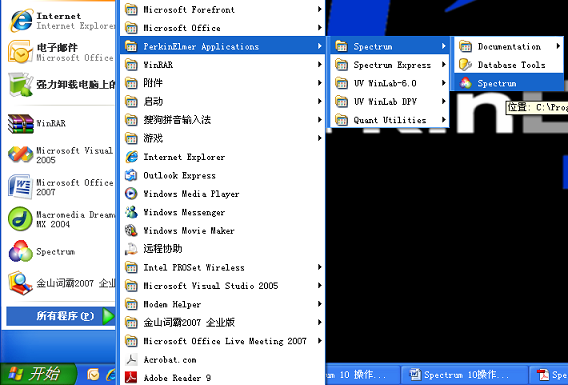 Internet
Internet Explorer
电子邮件
Microsoft Office
强力卸载电脑上的
WinRAR
Microsoft Visual
2005
Microsoft Office
2007
Macromedia Dream
MX 2004
Spectrum
金山词霸2007 企业
所有程序(P)
开始
Microsoft Forefront
Microsoft Office
PerkinElmer Applications
WinRAR
附件
启动
搜狗拼音输入法
游戏
Internet Explorer
Outlook Express
Windows Media Player
Windows Messenger
Windows Movie Maker
远程协助
Intel PROSet Wireless
Microsoft Visual Studio 2005
Modem Helper
金山词霸2007 企业版
Microsoft Office Live Meeting 2007
Acrobat.com
Adobe Reader 9
Spectrum
Spectrum Express
UV WinLab-6.0
UV WinLab DPV
Quant Utilities
Documentation
Database Tools
Spectrum
位置: C:\Prog
rum 10 操作...
Spectrum 10操作...
Spe